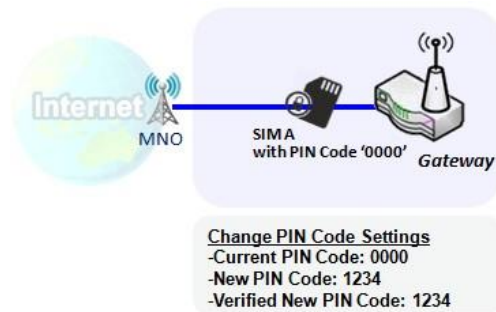 Internet
MNO
SIM A
with PIN Code ‘0000’
Gateway
Change PIN Code Settings
-Current PIN Code: 0000
-New PIN Code: 1234
-Verified New PIN Code: 1234